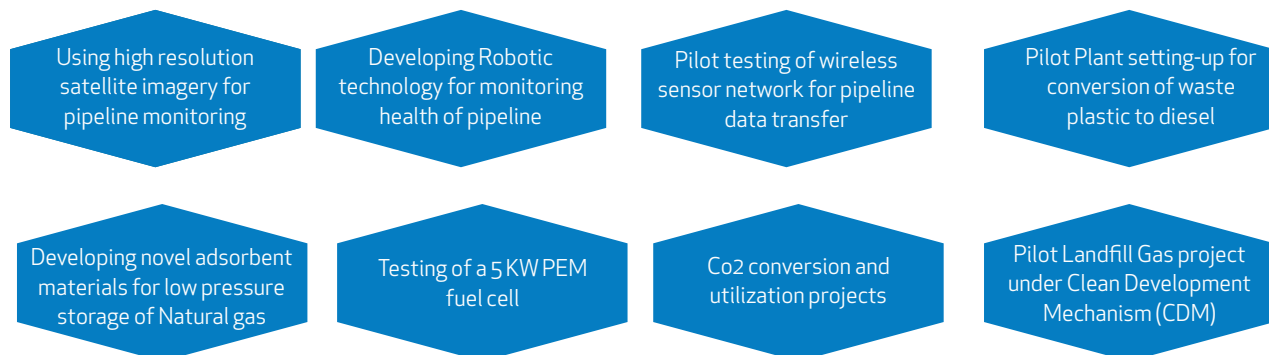 Using high resolution
satellite imagery for
pipeline monitoring
Developing Robotic
technology for monitoring
health of pipeline
Pilot testing of wireless
sensor network for pipeline
data transfer
Pilot Plant setting-up for
conversion of waste
plastic to diesel
Developing novel adsorbent
materials for low pressure
storage of Natural gas
Testing of a 5 KW PEM
fuel cell
Co2 conversion and
utilization projects
Pilot Landfill Gas project
under Clean Development
Mechanism (CDM)